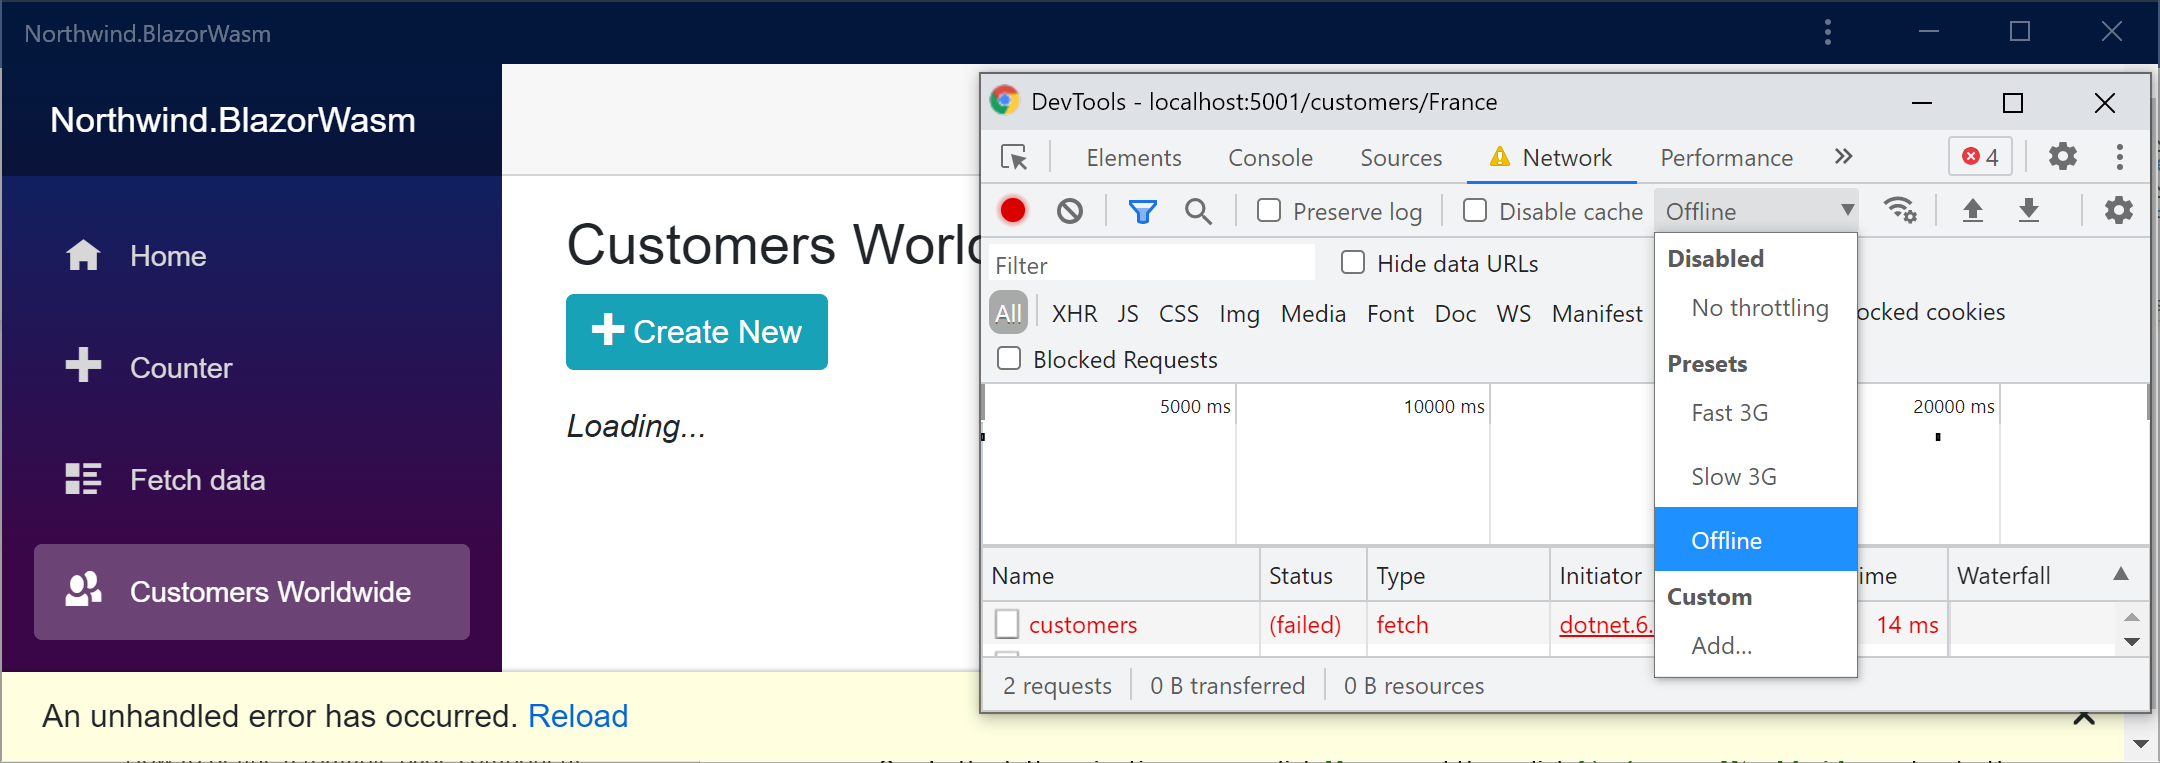 Northwind.BlazorWasm
Northwind.BlazorWasm
Home
Counter
Fetch data
Customers Worldwide
Customers
Create New
Loading...
An unhandled error has occurred. Reload
DevTools - localhost:5001/customers/France
Elements Console Sources Network Performance 4
Preserve log Disable cache Offline
Filter Hide data URLs
All XHR JS CSS Img Media Font Doc WS Manifest cookies
Blocked Requests
5000 ms 10000 ms 20000 ms
Disabled
No throttling
Presets
Fast 3G
Slow 3G
Offline
Custom
Add...
Name Status Type Initiator Waterfall
customers (failed) fetch dotnet.6. 14 ms
2 requests 0 B transferred 0 B resources